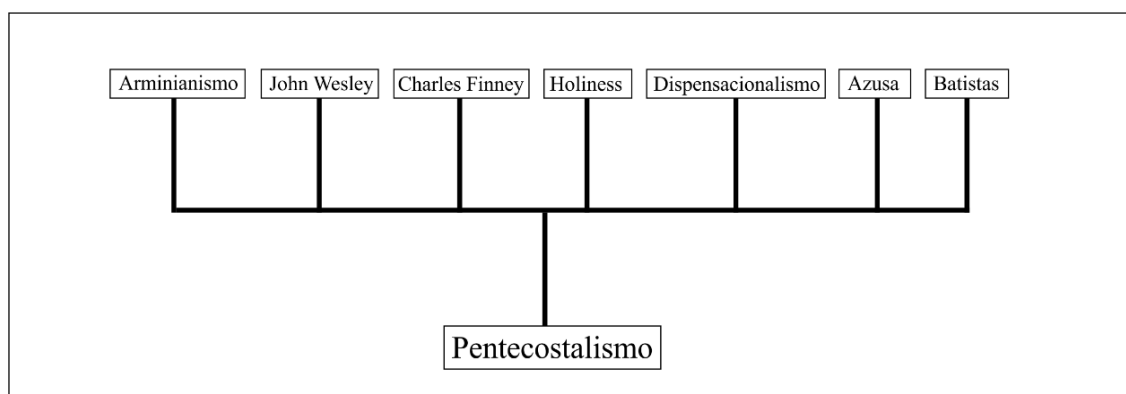 Arminianismo
John Wesley
Charles Finney
Holiness
Dispensacionalismo
Azusa
Batistas
Pentecostalismo